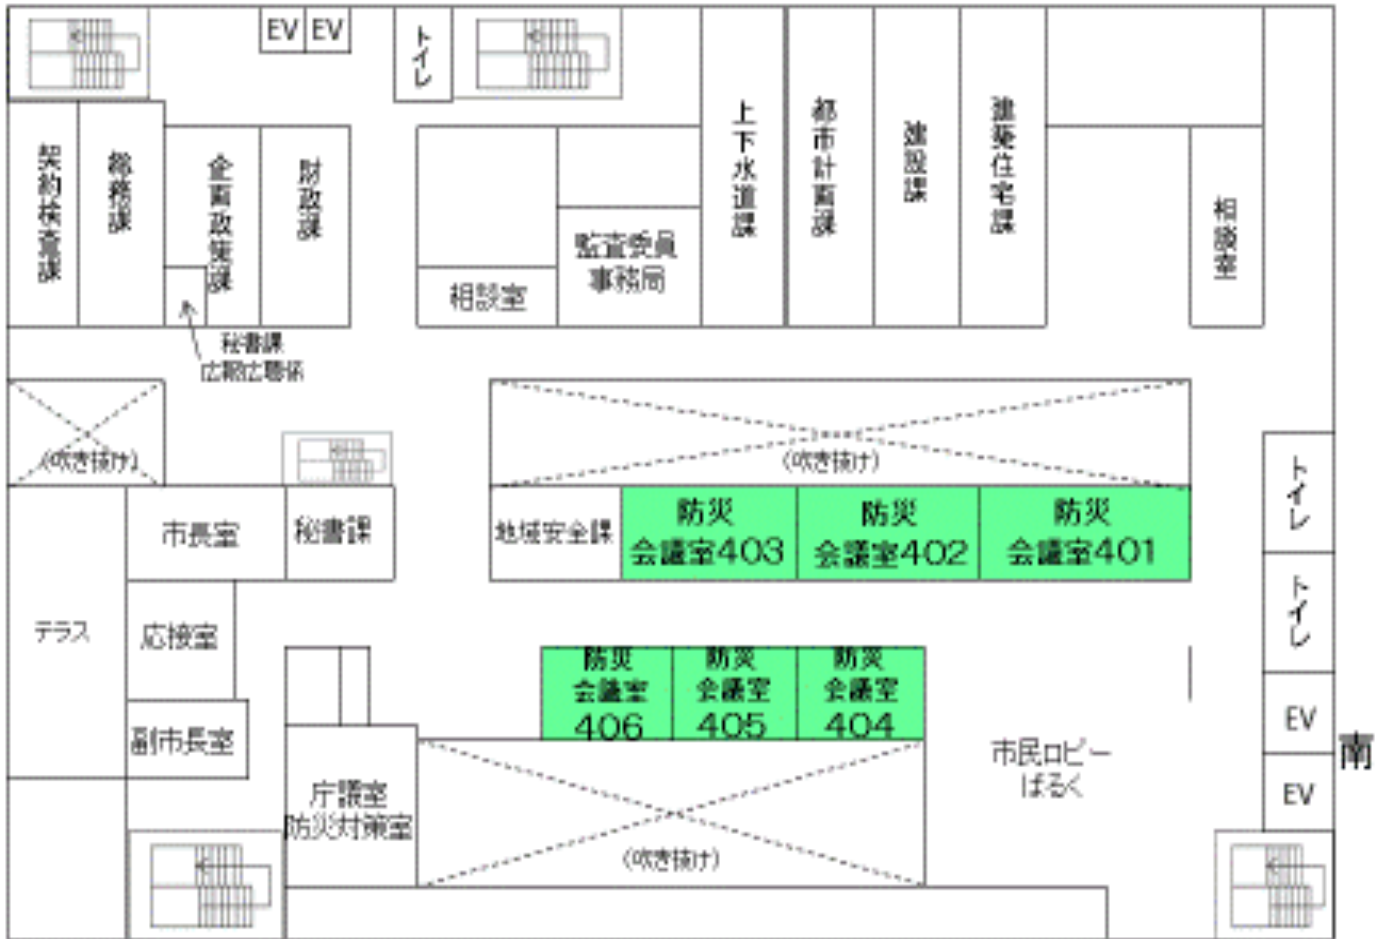 EV EV
トイレ
契約検査課
総務課
企画政策課
財政課
相談室
監査委員
事務局
上下水道課
都市計画課
建設課
建築住宅課
相談室
秘書課
広報広聴係
(吹き抜け)
(吹き抜け)
市長室
秘書課
地域安全課
防災
会議室403
防災
会議室402
防災
会議室401
トイレ
トイレ
テラス
応接室
副市長室
防災
会議室
406
防災
会議室
405
防災
会議室
404
庁議室
防災対策室
(吹き抜け)
市民ロビー
ぱるく
EV
EV
南